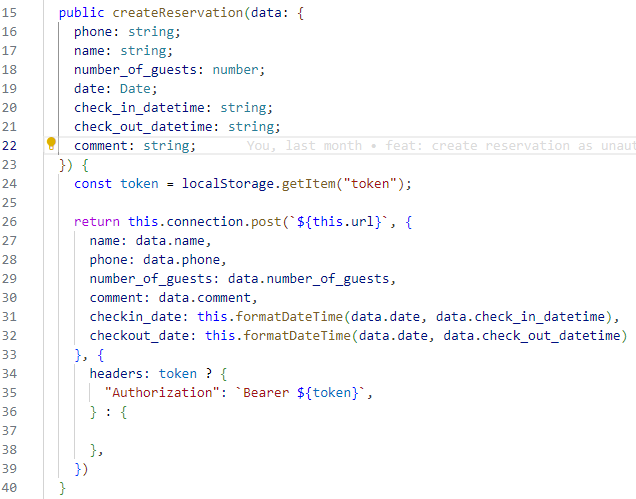 15 public createReservation(data: {
16 phone: string;
17 name: string;
18 number_of_guests: number;
19 date: Date;
20 check_in_datetime: string;
21 check_out_datetime: string;
22 comment: string; You, last month • feat: create reservation as unaut
23 }) {
24 const token = localStorage.getItem("token");
25
26 return this.connection.post(`${this.url}`, {
27 name: data.name,
28 phone: data.phone,
29 number_of_guests: data.number_of_guests,
30 comment: data.comment,
31 checkin_date: this.formatDateTime(data.date, data.check_in_datetime),
32 checkout_date: this.formatDateTime(data.date, data.check_out_datetime)
33 }, {
34 headers: token ? {
35 "Authorization": `Bearer ${token}`,
36 } : {
37
38 },
39 })
40 }